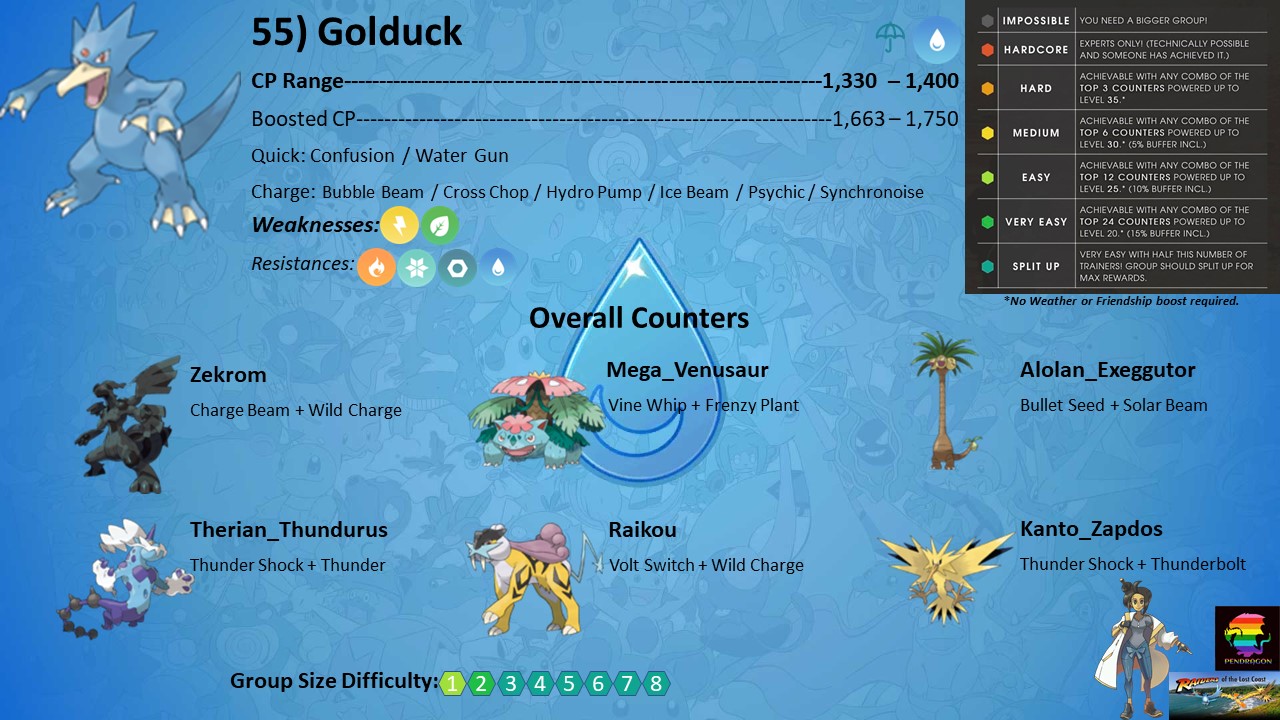 55) Golduck
CP Range--------------------------------------------------------------------1,330 – 1,400
Boosted CP--------------------------------------------------------------------1,663 – 1,750
Quick: Confusion / Water Gun
Charge: Bubble Beam / Cross Chop / Hydro Pump / Ice Beam / Psychic / Synchronoise
Weaknesses:
Resistances:
IMPOSSIBLE YOU NEED A BIGGER GROUP!
HARDCORE EXPERTS ONLY! (TECHNICALLY POSSIBLE
AND SOMEONE HAS ACHIEVED IT.)
HARD ACHIEVABLE WITH ANY COMBO OF THE
TOP 3 COUNTERS POWERED UP TO
LEVEL 35.*
MEDIUM ACHIEVABLE WITH ANY COMBO OF THE
TOP 6 COUNTERS POWERED UP TO
LEVEL 30.* (5% BUFFER INCL.)
EASY ACHIEVABLE WITH ANY COMBO OF THE
TOP 12 COUNTERS POWERED UP TO
LEVEL 25.* (10% BUFFER INCL.)
VERY EASY ACHIEVABLE WITH ANY COMBO OF THE
TOP 24 COUNTERS POWERED UP TO
LEVEL 20.* (15% BUFFER INCL.)
SPLIT UP VERY EASY WITH HALF THIS NUMBER OF
TRAINERS! GROUP SHOULD SPLIT UP FOR
MAX REWARDS.
*No Weather or Friendship boost required.
Overall Counters
Zekrom
Charge Beam + Wild Charge
Mega_Venusaur
Vine Whip + Frenzy Plant
Alolan_Exeggutor
Bullet Seed + Solar Beam
Therian_Thundurus
Thunder Shock + Thunder
Raikou
Volt Switch + Wild Charge
Kanto_Zapdos
Thunder Shock + Thunderbolt
Group Size Difficulty: 1 2 3 4 5 6 7 8
PENDRAGON
RAIDERS of the Lost Coast